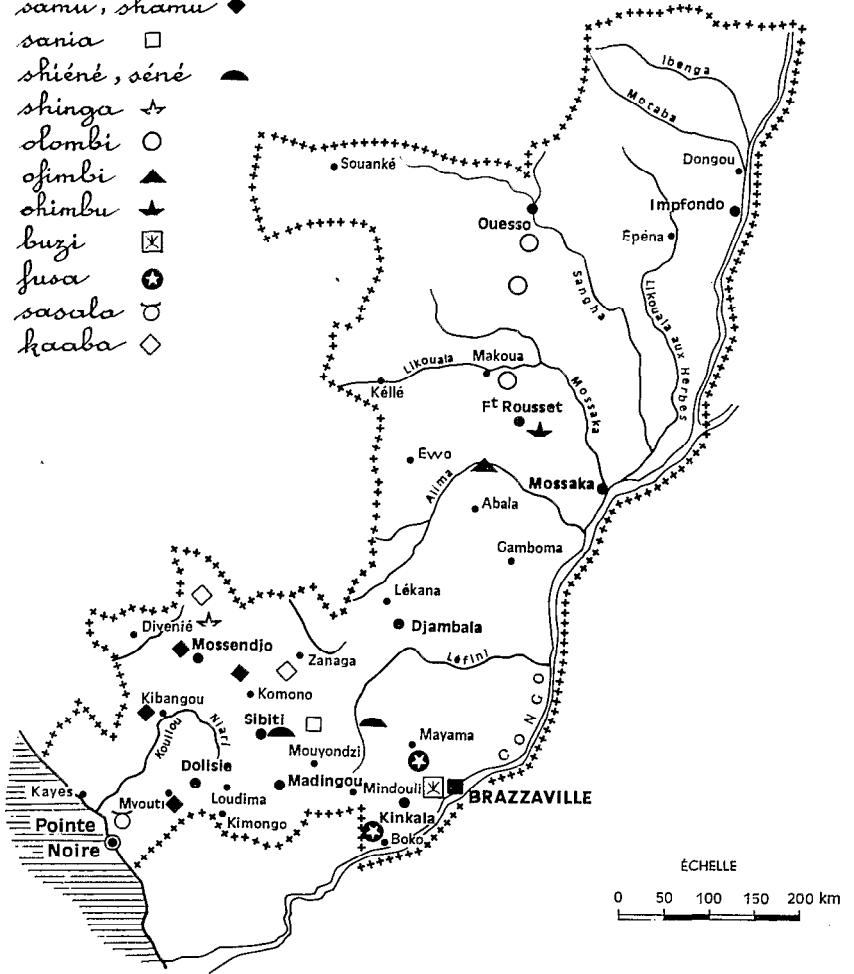 samu, shamu
sania
shiéné, séné
shinga
olombi
ofimbi
ohimbu
buzi
fusa
sasala
kaaba
Ibenga
Motaba
Dongou
Souanké
Impfondo
Ouesso
Epéna
Sangha
Likouala aux Herbes
Likouala
Makoua
Kéllé
Mossaka
Ft Rousset
Ewo
Mossaka
Alima
Abala
Gamboma
Lékana
Divenié
Djambala
Mossendjo
Zanaga
Léfini
Komono
Kibangou
CONGO
Sibiti
Niari
Kouilou
Mayama
Mouyondzi
Dolisie
Madingou
Mindouli
Kayes
Mvouti
Loudima
BRAZZAVILLE
Kinkala
Kimongo
Pointe
Noire
Boko
ÉCHELLE
0 50 100 150 200 km